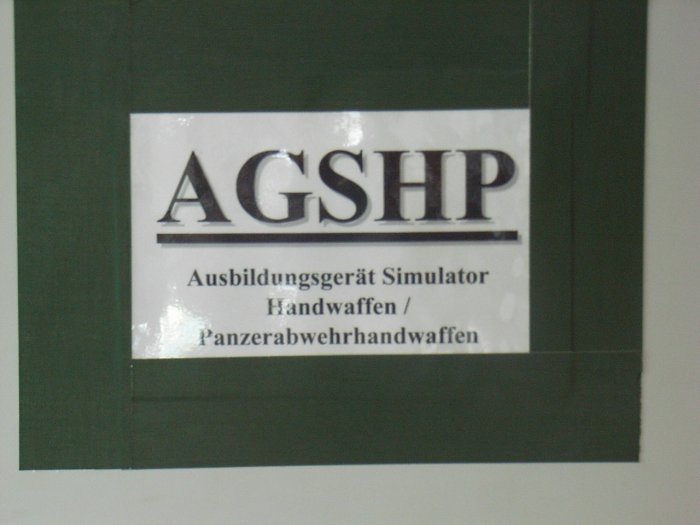 AGSHP
Ausbildungsgerät Simulator
Handwaffen /
Panzerabwehrhandwaffen